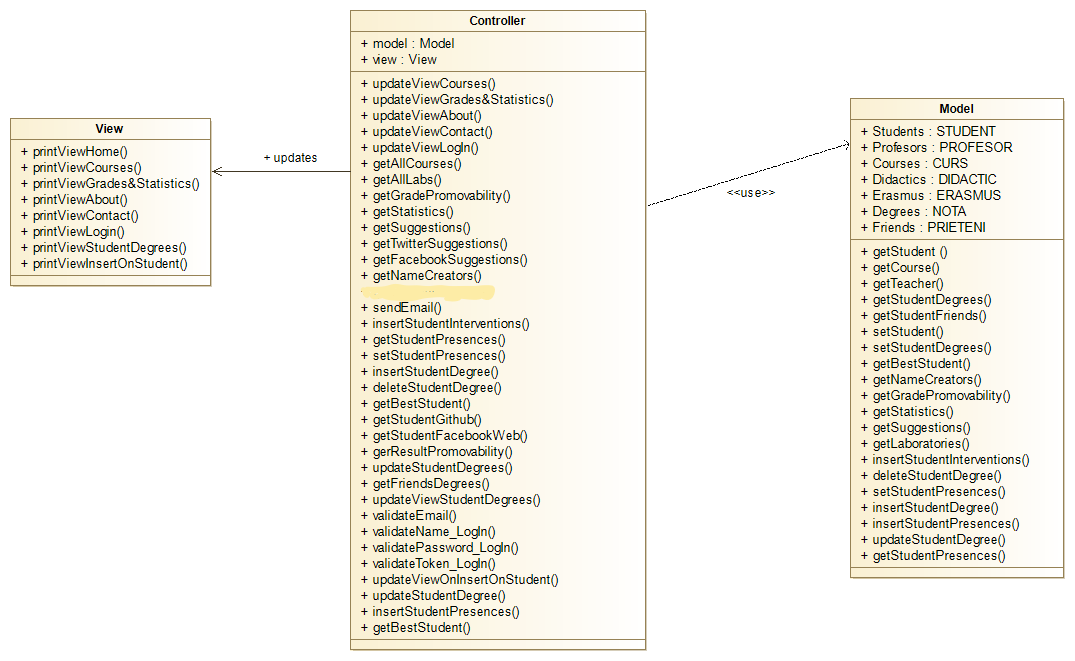 View
+ printViewHome()
+ printViewCourses()
+ printViewGrades&Statistics()
+ printViewAbout()
+ printViewContact()
+ printViewLogin()
+ printViewStudentDegrees()
+ printViewInsertOnStudent()
+ updates
Controller
+ model : Model
+ view : View
+ updateViewCourses()
+ updateViewGrades&Statistics()
+ updateViewAbout()
+ updateViewContact()
+ updateViewLogIn()
+ getAllCourses()
+ getAllLabs()
+ getGradePromovability()
+ getStatistics()
+ getSuggestions()
+ getTwitterSuggestions()
+ getFacebookSuggestions()
+ getNameCreators()
+ sendEmail()
+ insertStudentInterventions()
+ getStudentPresences()
+ setStudentPresences()
+ insertStudentDegree()
+ deleteStudentDegree()
+ getBestStudent()
+ getStudentGithub()
+ getStudentFacebookWeb()
+ gerResultPromovability()
+ updateStudentDegrees()
+ getFriendsDegrees()
+ updateViewStudentDegrees()
+ validateEmail()
+ validateName_LogIn()
+ validatePassword_LogIn()
+ validateToken_LogIn()
+ updateViewOnInsertOnStudent()
+ updateStudentDegree()
+ insertStudentPresences()
+ getBestStudent()
<<use>>
Model
+ Students : STUDENT
+ Profesors : PROFESOR
+ Courses : CURS
+ Didactics : DIDACTIC
+ Erasmus : ERASMUS
+ Degrees : NOTA
+ Friends : PRIETENI
+ getStudent ()
+ getCourse()
+ getTeacher()
+ getStudentDegrees()
+ getStudentFriends()
+ setStudent()
+ setStudentDegrees()
+ getBestStudent()
+ getNameCreators()
+ getGradePromovability()
+ getStatistics()
+ getSuggestions()
+ getLaboratories()
+ insertStudentInterventions()
+ deleteStudentDegree()
+ setStudentPresences()
+ insertStudentDegree()
+ insertStudentPresences()
+ updateStudentDegree()
+ getStudentPresences()